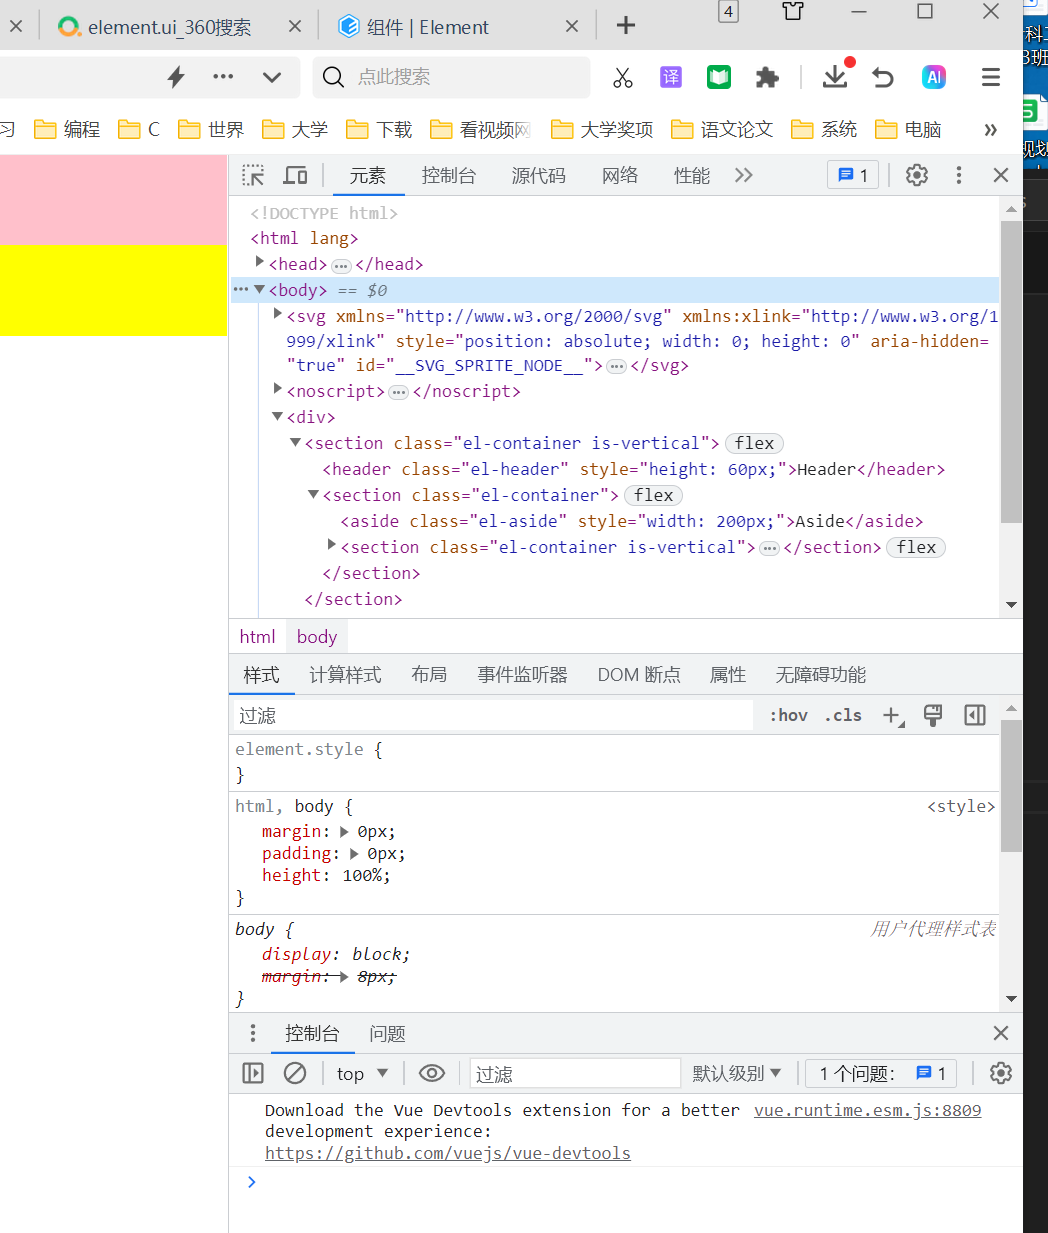 element.ui_360搜索
组件 | Element
4
点此搜索
译
AI
习
编程
C
世界
大学
下载
看视频网
大学奖项
语文论文
系统
电脑
»
元素
控制台
源代码
网络
性能
1
<!DOCTYPE html>
<html lang>
<head>…</head>
<body> == $0
<svg xmlns="http://www.w3.org/2000/svg" xmlns:xlink="http://www.w3.org/1
999/xlink" style="position: absolute; width: 0; height: 0" aria-hidden=
"true" id="__SVG_SPRITE_NODE__">…</svg>
<noscript>…</noscript>
<div>
<section class="el-container is-vertical"> flex
<header class="el-header" style="height: 60px;">Header</header>
<section class="el-container"> flex
<aside class="el-aside" style="width: 200px;">Aside</aside>
<section class="el-container is-vertical">…</section> flex
</section>
</section>
html body
样式
计算样式
布局
事件监听器
DOM 断点
属性
无障碍功能
过滤
:hov .cls
element.style {
}
html, body { <style>
margin: 0px;
padding: 0px;
height: 100%;
}
body { 用户代理样式表
display: block;
margin: 8px;
}
控制台
问题
top
过滤
默认级别
1 个问题: 1
Download the Vue Devtools extension for a better vue.runtime.esm.js:8809
development experience:
https://github.com/vuejs/vue-devtools